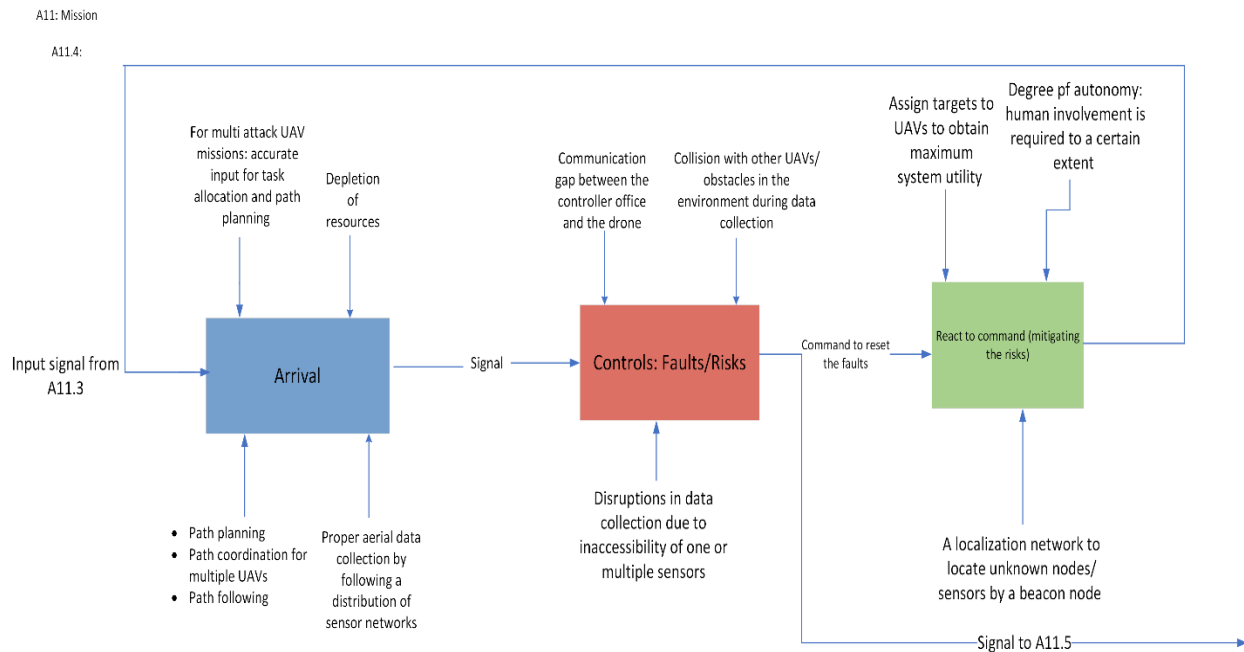 A11: Mission
A11.4:
For multi attack UAV
missions: accurate
input for task
allocation and path
planning
Depletion
of
resources
Communication
gap between the
controller office
and the drone
Collision with other UAVs/
obstacles in the
environment during data
collection
Assign targets to
UAVs to obtain
maximum
system utility
Degree pf autonomy:
human involvement is
required to a certain
extent
Input signal from
A11.3
Arrival
Signal
Controls: Faults/Risks
Command to reset
the faults
React to command (mitigating
the risks)
• Path planning
• Path coordination for
multiple UAVs
• Path following
Proper aerial data
collection by
following a
distribution of
sensor networks
Disruptions in data
collection due to
inaccessibility of one or
multiple sensors
A localization network to
locate unknown nodes/
sensors by a beacon node
Signal to A11.5